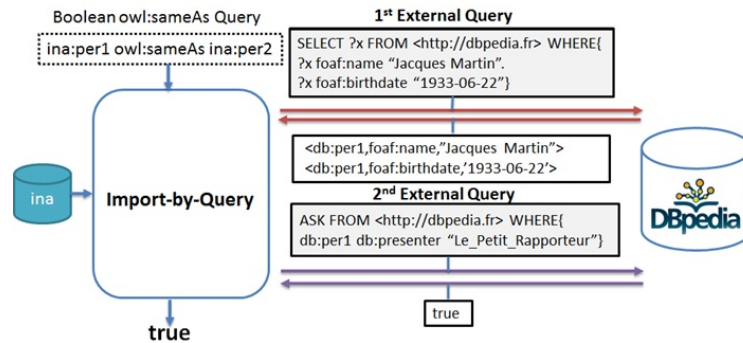 Boolean owl:sameAs Query
ina:per1 owl:sameAs ina:per2
1st External Query
SELECT ?x FROM <http://dbpedia.fr> WHERE{
?x foaf:name “Jacques Martin”.
?x foaf:birthdate “1933-06-22”}
<db:per1,foaf:name,”Jacques Martin”>
<db:per1,foaf:birthdate,’1933-06-22’>
ina
Import-by-Query
2nd External Query
ASK FROM <http://dbpedia.fr> WHERE{
db:per1 db:presenter “Le_Petit_Rapporteur”}
DBpedia
true
true